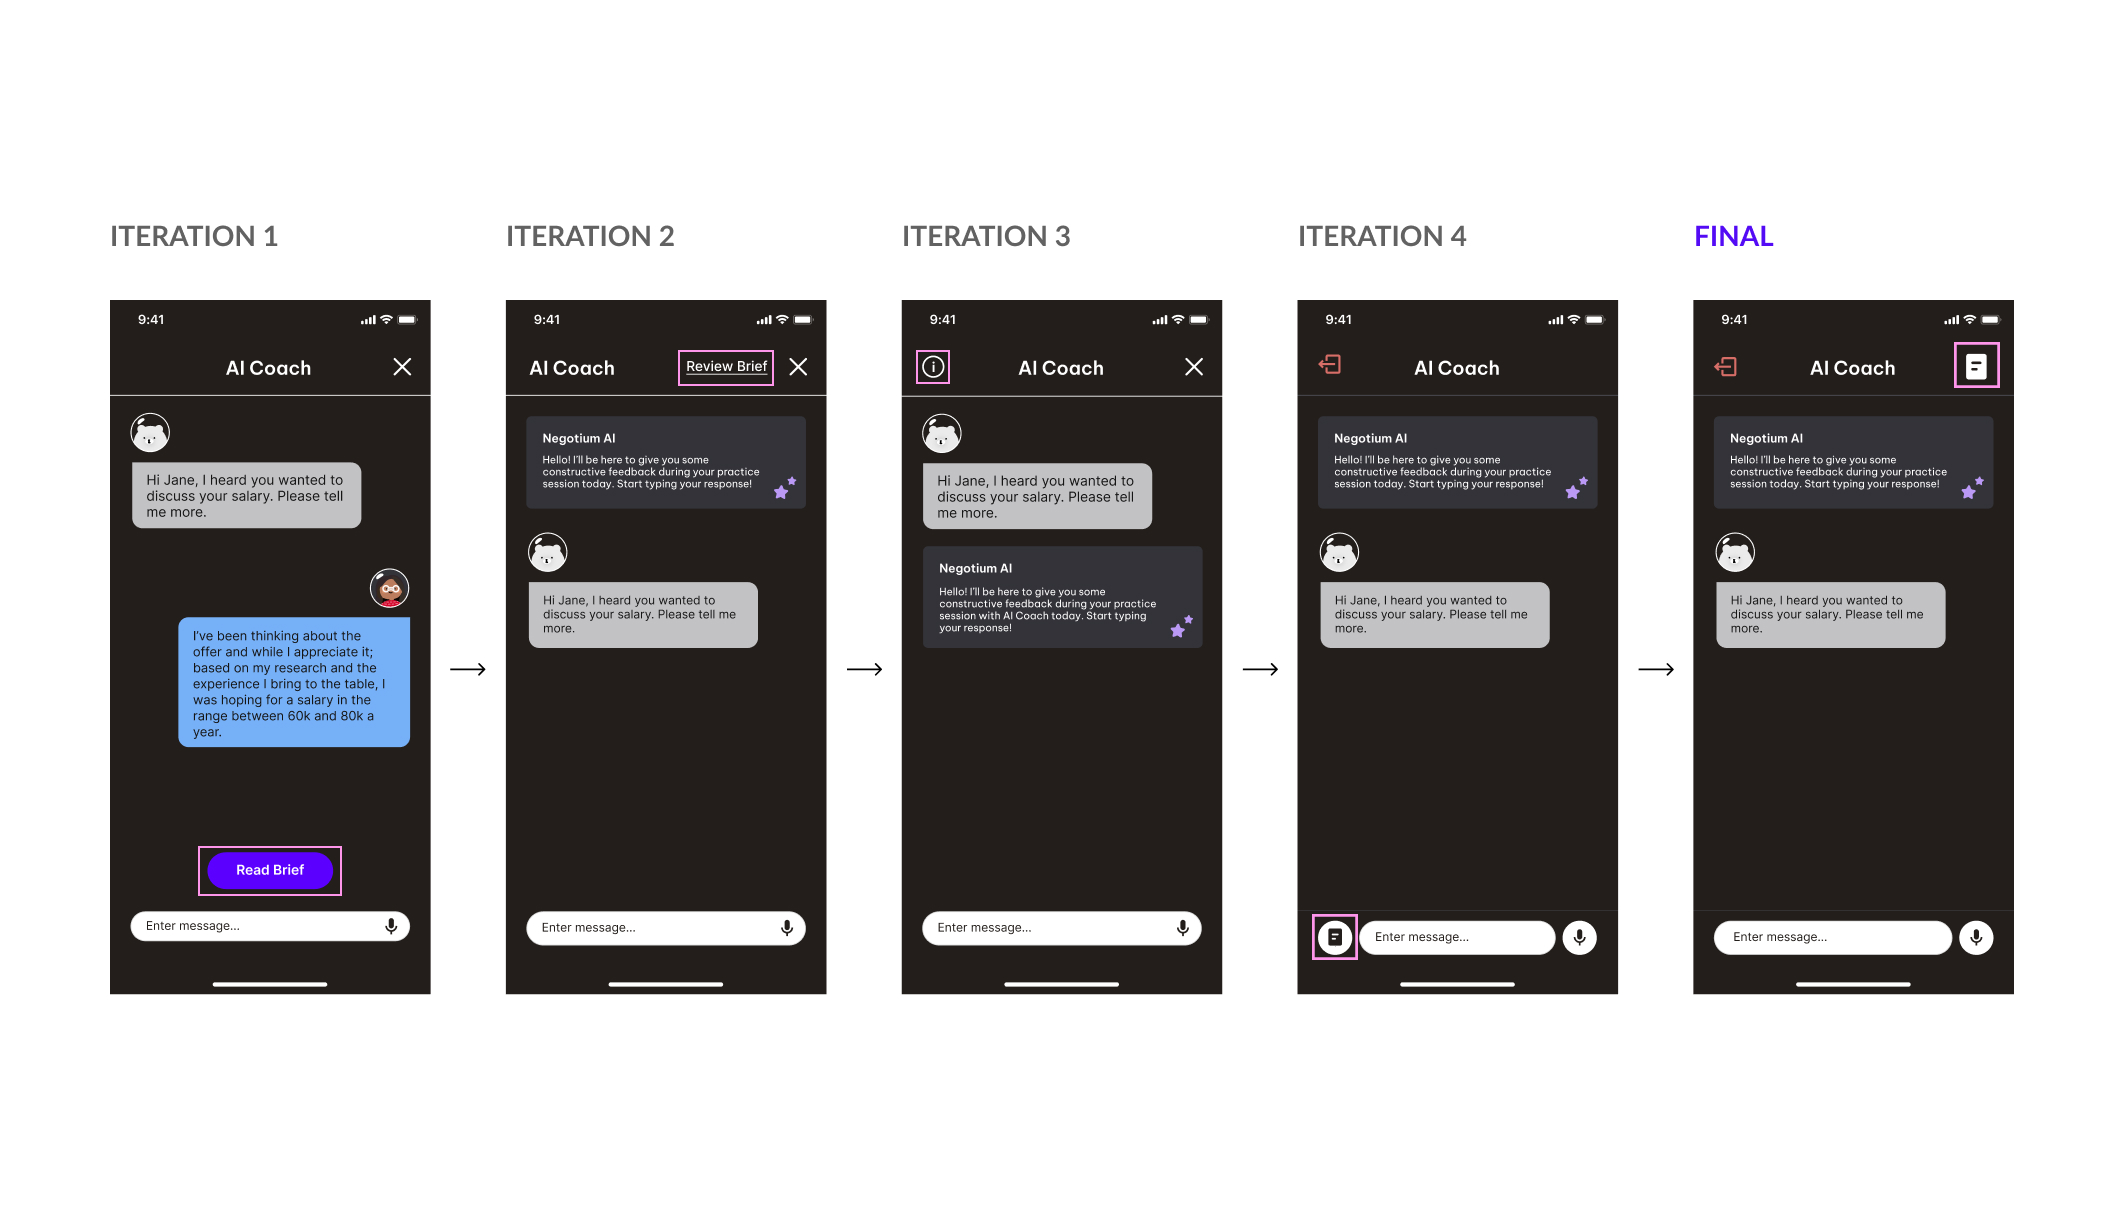 ITERATION 1
9:41
AI Coach
Hi Jane, I heard you wanted to
discuss your salary. Please tell
me more.
I've been thinking about the
offer and while I appreciate it;
based on my research and the
experience I bring to the table, I
was hoping for a salary in the
range between 60k and 80k a
year.
Read Brief
Enter message...
ITERATION 2
9:41
AI Coach
Review Brief
Negotium AI
Hello! I'll be here to give you some
constructive feedback during your practice
session today. Start typing your response!
Hi Jane, I heard you wanted to
discuss your salary. Please tell me
more.
Enter message...
ITERATION 3
9:41
AI Coach
Hi Jane, I heard you wanted to
discuss your salary. Please tell
me more.
Negotium AI
Hello! I'll be here to give you some
constructive feedback during your practice
session with AI Coach today. Start typing
your response!
Enter message...
ITERATION 4
9:41
AI Coach
Negotium AI
Hello! I'll be here to give you some
constructive feedback during your practice
session today. Start typing your response!
Hi Jane, I heard you wanted to
discuss your salary. Please tell me
more.
Enter message...
FINAL
9:41
AI Coach
Negotium AI
Hello! I'll be here to give you some
constructive feedback during your practice
session today. Start typing your response!
Hi Jane, I heard you wanted to
discuss your salary. Please tell me
more.
Enter message...